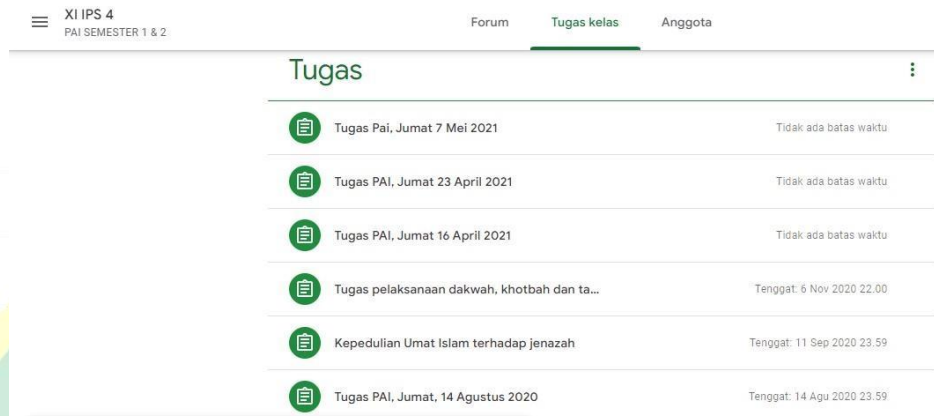 XI IPS 4
PAI SEMESTER 1 & 2
Forum
Tugas kelas
Anggota
Tugas
Tugas Pai, Jumat 7 Mei 2021
Tidak ada batas waktu
Tugas PAI, Jumat 23 April 2021
Tidak ada batas waktu
Tugas PAI, Jumat 16 April 2021
Tidak ada batas waktu
Tugas pelaksanaan dakwah, khotbah dan ta...
Tenggat: 6 Nov 2020 22.00
Kepedulian Umat Islam terhadap jenazah
Tenggat: 11 Sep 2020 23.59
Tugas PAI, Jumat, 14 Agustus 2020
Tenggat: 14 Agu 2020 23.59